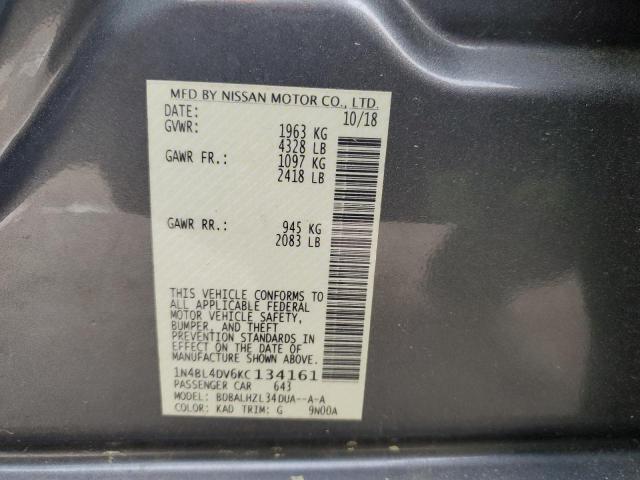 MFD BY NISSAN MOTOR CO., LTD.
DATE: 10/18
GVWR: 1963 KG
4328 LB
GAWR FR.: 1097 KG
2418 LB
GAWR RR.: 945 KG
2083 LB
THIS VEHICLE CONFORMS TO
ALL APPLICABLE FEDERAL
MOTOR VEHICLE SAFETY,
BUMPER, AND THEFT
PREVENTION STANDARDS IN
EFFECT ON THE DATE OF
MANUFACTURE SHOWN ABOVE.
1N4BL4DV6KC134161
PASSENGER CAR 643
MODEL: BDBALHZL34DUA--A-A
COLOR: KAD TRIM: G 9N00A